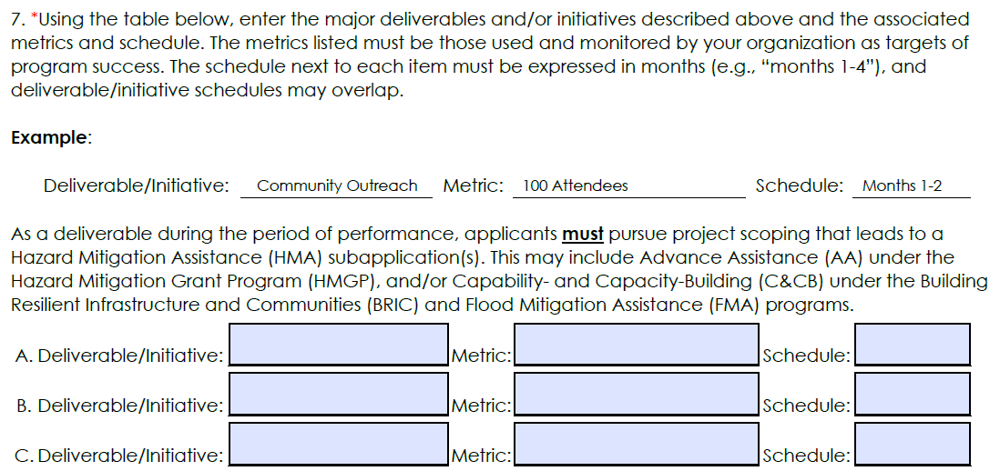 7. *Using the table below, enter the major deliverables and/or initiatives described above and the associated
metrics and schedule. The metrics listed must be those used and monitored by your organization as targets of
program success. The schedule next to each item must be expressed in months (e.g., “months 1-4”), and
deliverable/initiative schedules may overlap.
Example:
Deliverable/Initiative: Community Outreach Metric: 100 Attendees Schedule: Months 1-2
As a deliverable during the period of performance, applicants must pursue project scoping that leads to a
Hazard Mitigation Assistance (HMA) subapplication(s). This may include Advance Assistance (AA) under the
Hazard Mitigation Grant Program (HMGP), and/or Capability- and Capacity-Building (C&CB) under the Building
Resilient Infrastructure and Communities (BRIC) and Flood Mitigation Assistance (FMA) programs.
A. Deliverable/Initiative: Metric: Schedule:
B. Deliverable/Initiative: Metric: Schedule:
C. Deliverable/Initiative: Metric: Schedule: